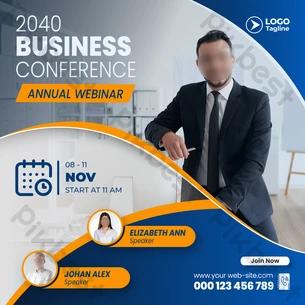 2040
BUSINESS
CONFERENCE
ANNUAL WEBINAR
LOGO
Tagline
08 - 11
NOV
START AT 11 AM
ELIZABETH ANN
Speaker
JOHAN ALEX
Speaker
Join Now
www.your web-site.com
000 123 456 789
pikbest